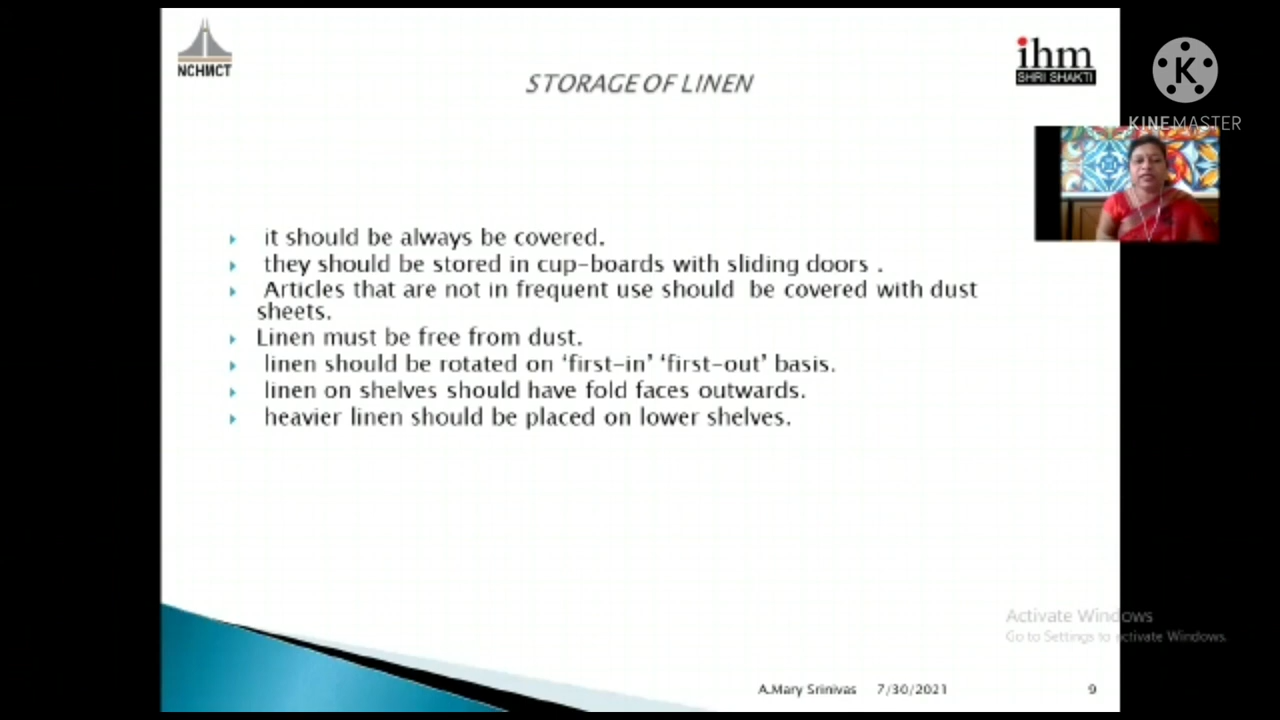 NCHMCT
ihm
SHRI SHAKTI
K
KINEMASTER
STORAGE OF LINEN
it should be always be covered.
they should be stored in cup-boards with sliding doors .
Articles that are not in frequent use should be covered with dust
sheets.
Linen must be free from dust.
linen should be rotated on ‘first-in’ ‘first-out’ basis.
linen on shelves should have fold faces outwards.
heavier linen should be placed on lower shelves.
Activate Windows
Go to Settings to activate Windows.
A.Mary Srinivas 7/30/2021 9